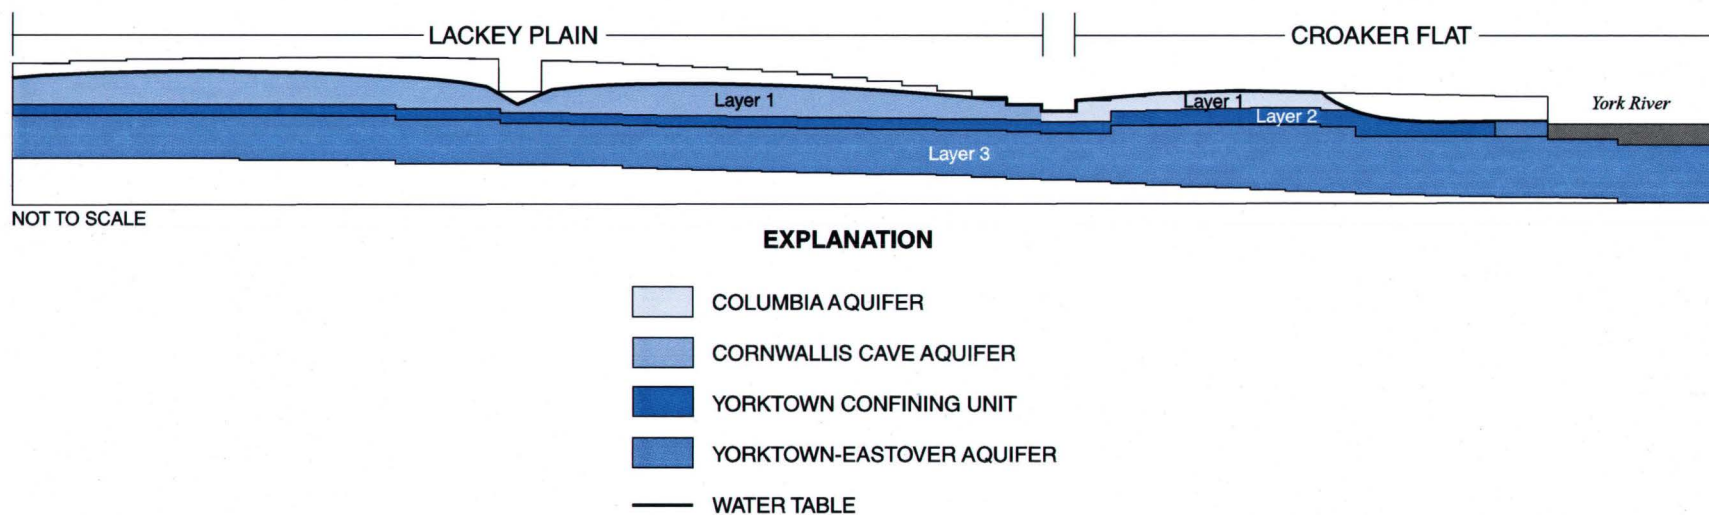 LACKEY PLAIN
CROAKER FLAT
Layer 1
Layer 1
York River
Layer 2
Layer 3
NOT TO SCALE
EXPLANATION
COLUMBIA AQUIFER
CORNWALLIS CAVE AQUIFER
YORKTOWN CONFINING UNIT
YORKTOWN-EASTOVER AQUIFER
WATER TABLE